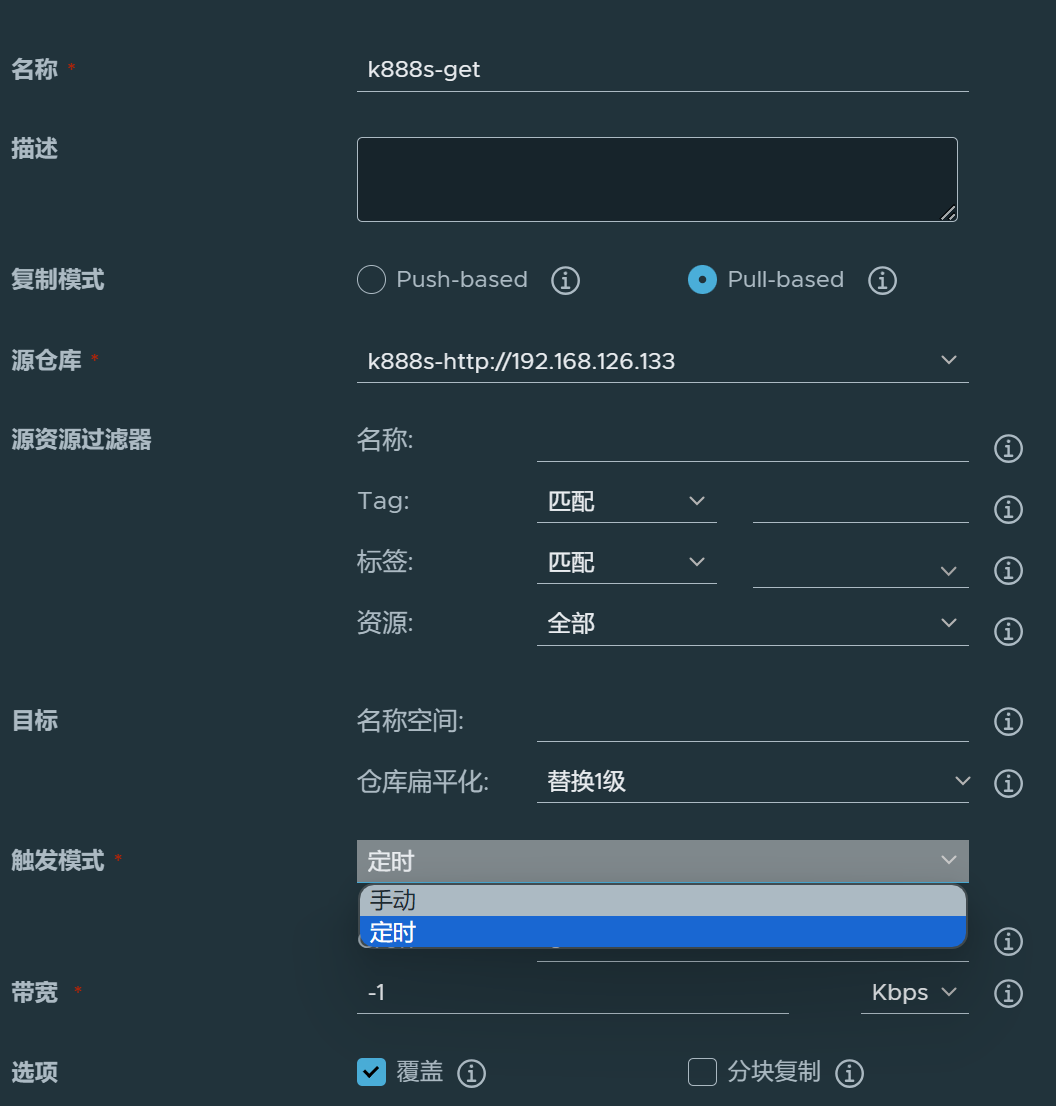 名称 * k888s-get
描述
复制模式 Push-based Pull-based
源仓库 * k888s-http://192.168.126.133
源资源过滤器 名称:
Tag: 匹配
标签: 匹配
资源: 全部
目标 名称空间:
仓库扁平化: 替换1级
触发模式 * 定时
手动
定时
带宽 * -1 Kbps
选项 覆盖 分块复制